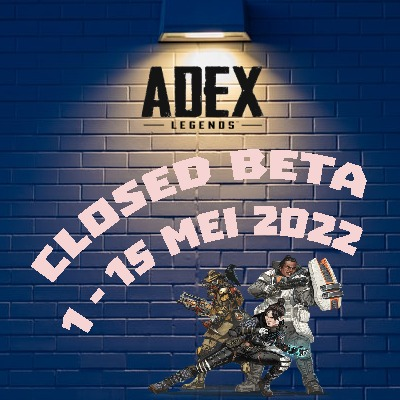 ADEX
LEGENDS
CLOSED BETA
1 - 15 MEI 2022